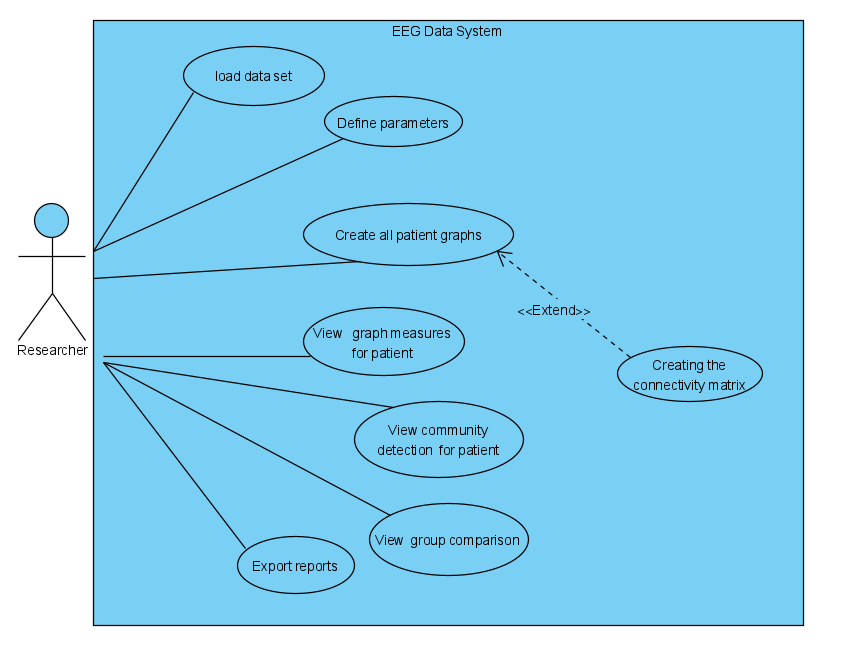 EEG Data System
load data set
Define parameters
Create all patient graphs
<<Extend>>
View graph measures
for patient
Researcher
Creating the
connectivity matrix
View community
detection for patient
View group comparison
Export reports